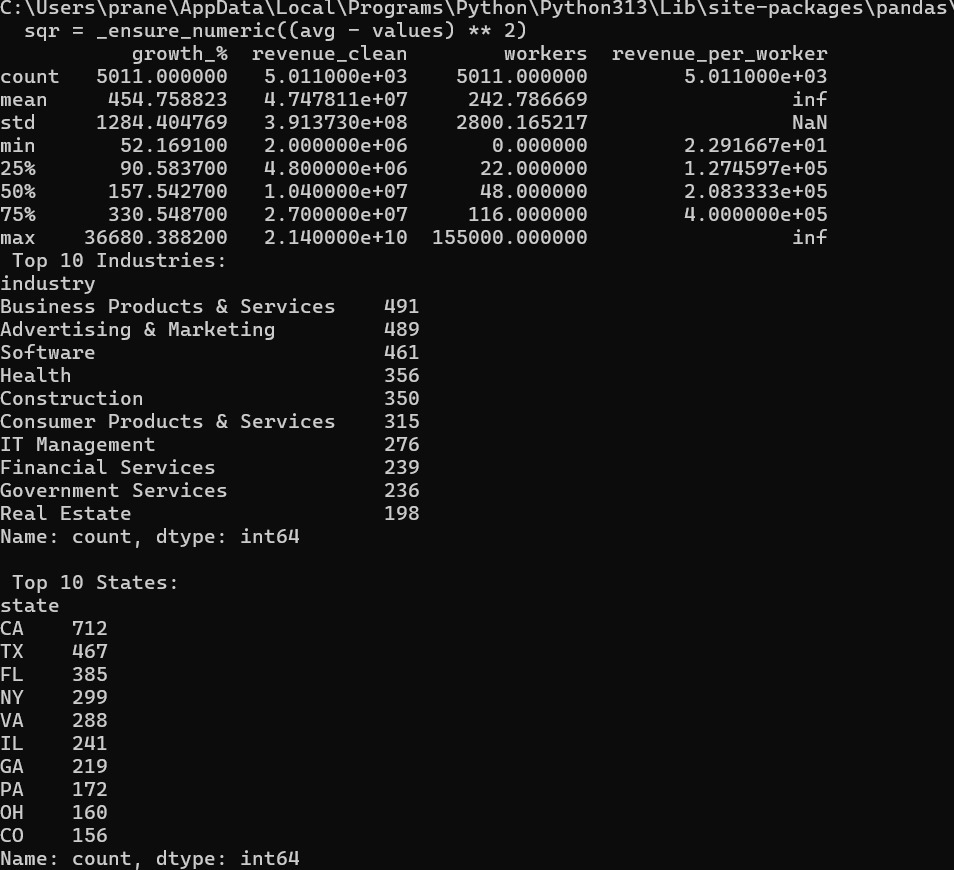 C:\Users\prane\AppData\Local\Programs\Python\Python313\Lib\site-packages\pandas\
  sqr = _ensure_numeric((avg - values) ** 2)
           growth_%  revenue_clean        workers  revenue_per_worker
count   5011.000000   5.011000e+03    5011.000000        5.011000e+03
mean     454.758823   4.747811e+07     242.786669                 inf
std     1284.404769   3.913730e+08    2800.165217                 NaN
min       52.169100   2.000000e+06       0.000000        2.291667e+01
25%       90.583700   4.800000e+06      22.000000        1.274597e+05
50%      157.542700   1.040000e+07      48.000000        2.083333e+05
75%      330.548700   2.700000e+07     116.000000        4.000000e+05
max    36680.388200   2.140000e+10  155000.000000                 inf
 Top 10 Industries:
industry
Business Products & Services    491
Advertising & Marketing         489
Software                        461
Health                          356
Construction                    350
Consumer Products & Services    315
IT Management                   276
Financial Services              239
Government Services             236
Real Estate                     198
Name: count, dtype: int64

 Top 10 States:
state
CA    712
TX    467
FL    385
NY    299
VA    288
IL    241
GA    219
PA    172
OH    160
CO    156
Name: count, dtype: int64